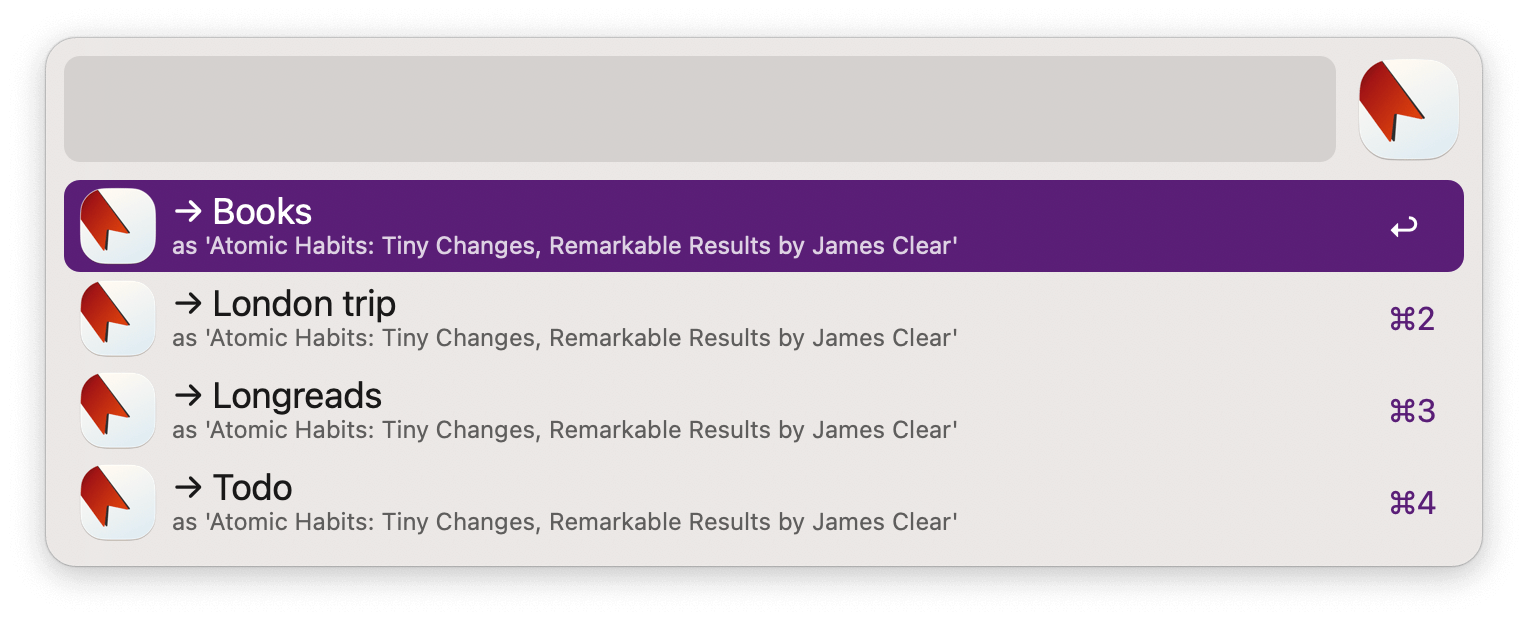 → Books
as 'Atomic Habits: Tiny Changes, Remarkable Results by James Clear'
↩
→ London trip
as 'Atomic Habits: Tiny Changes, Remarkable Results by James Clear'
⌘2
→ Longreads
as 'Atomic Habits: Tiny Changes, Remarkable Results by James Clear'
⌘3
→ Todo
as 'Atomic Habits: Tiny Changes, Remarkable Results by James Clear'
⌘4